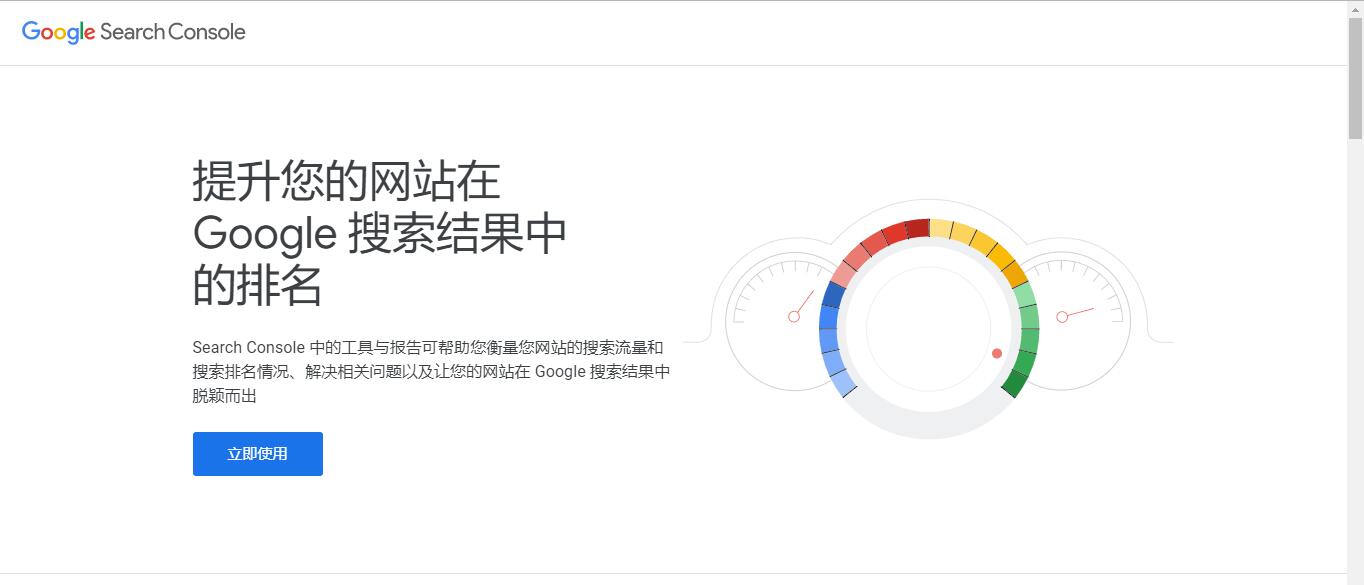 Google Search Console
提升您的网站在
Google 搜索结果中
的排名
Search Console 中的工具与报告可帮助您衡量您网站的搜索流量和
搜索排名情况、解决相关问题以及让您的网站在 Google 搜索结果中
脱颖而出
立即使用